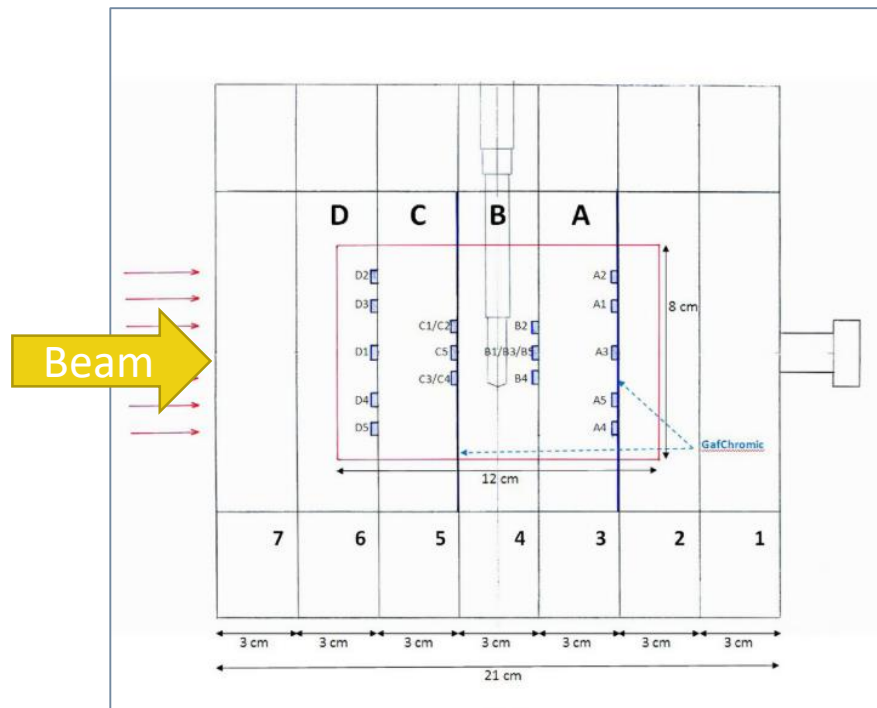 D C B A
D2 A2
D3 A1
C1/C2 B2
Beam D1 C5 B1/B3/B5 A3
C3/C4 B4
D4 A5
D5 A4
8 cm
GafChromic
12 cm
7 6 5 4 3 2 1
3 cm 3 cm 3 cm 3 cm 3 cm 3 cm 3 cm
21 cm